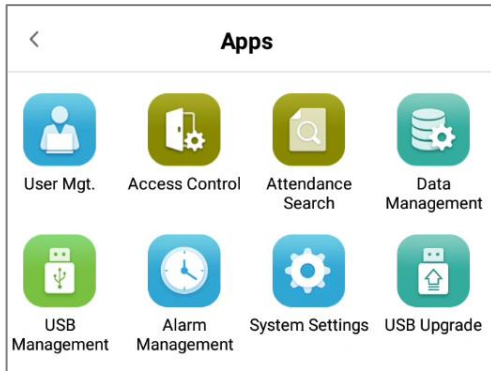 Apps
User Mgt.
Access Control
Attendance
Search
Data
Management
USB
Management
Alarm
Management
System Settings
USB Upgrade